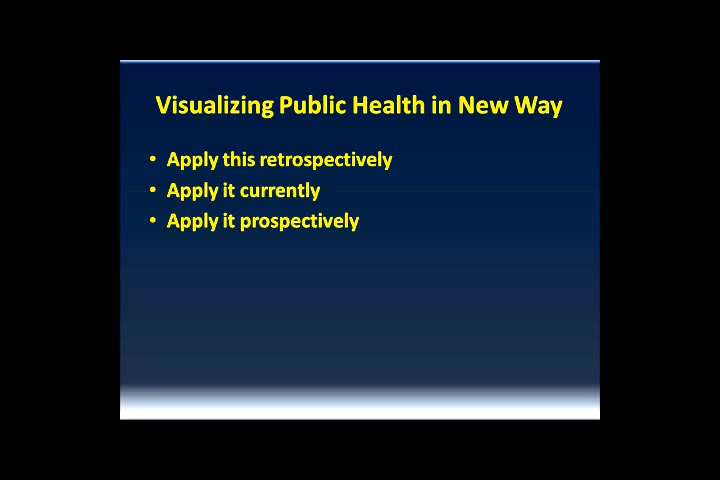 Visualizing Public Health in New Way
• Apply this retrospectively
• Apply it currently
• Apply it prospectively